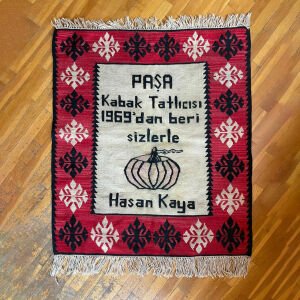 PAŞA
Kabak Tatlıcısı
1969'dan beri
sizlerle
Hasan Kaya